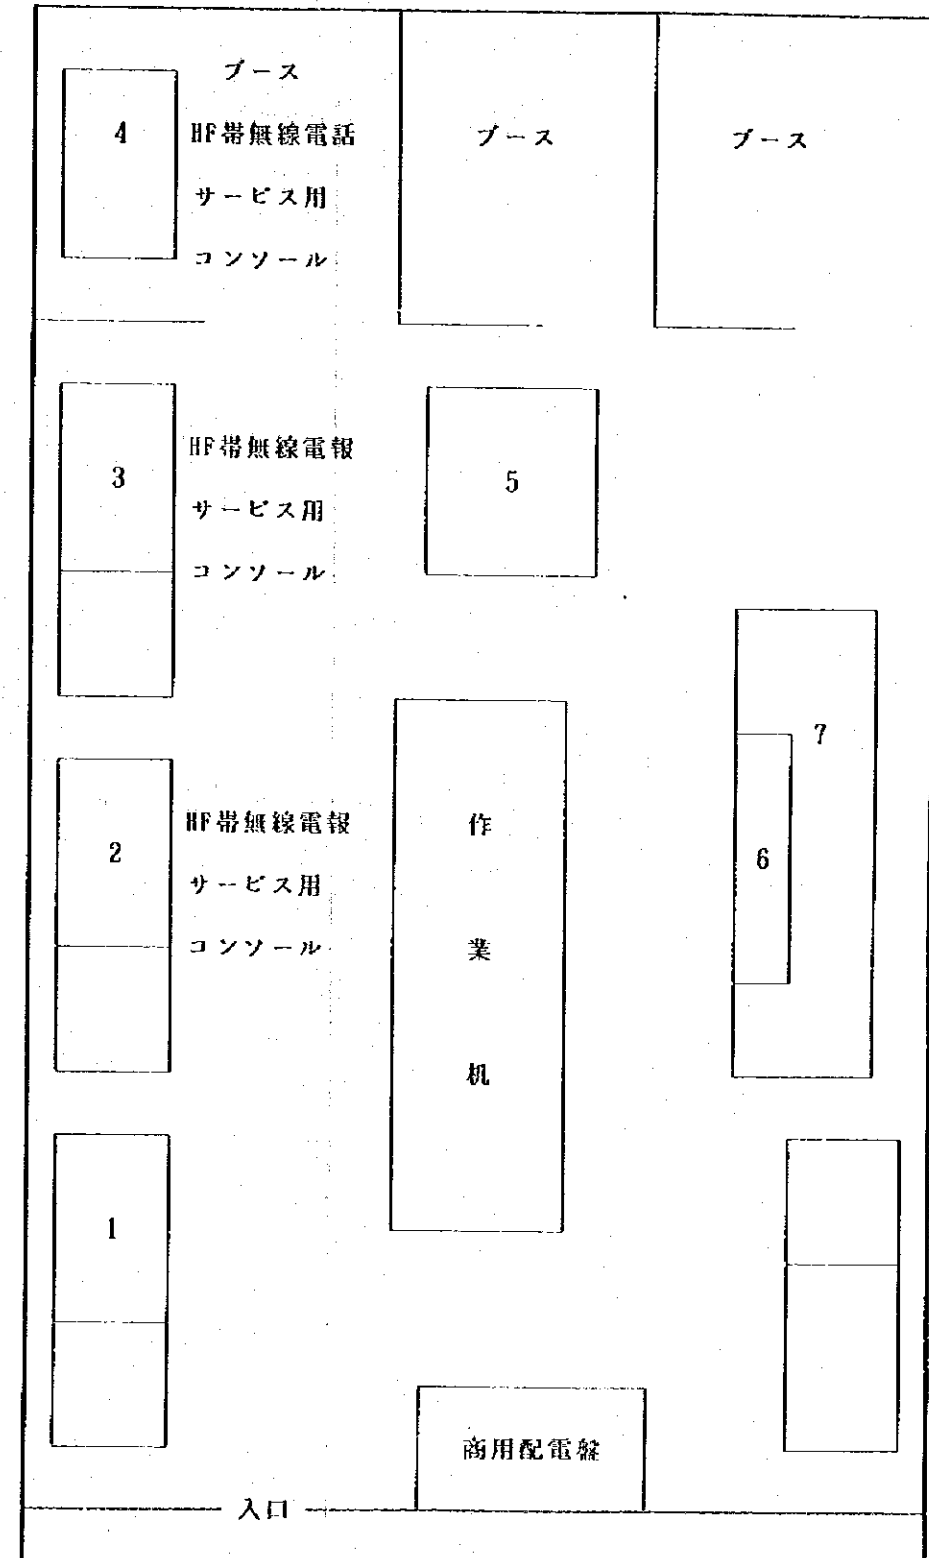 ブース
4
HF帯無線電話
サービス用
コンソール
ブース
ブース
3
HF帯無線電報
サービス用
コンソール
5
7
2
HF帯無線電報
サービス用
コンソール
作
業
机
6
1
商用配電盤
入口